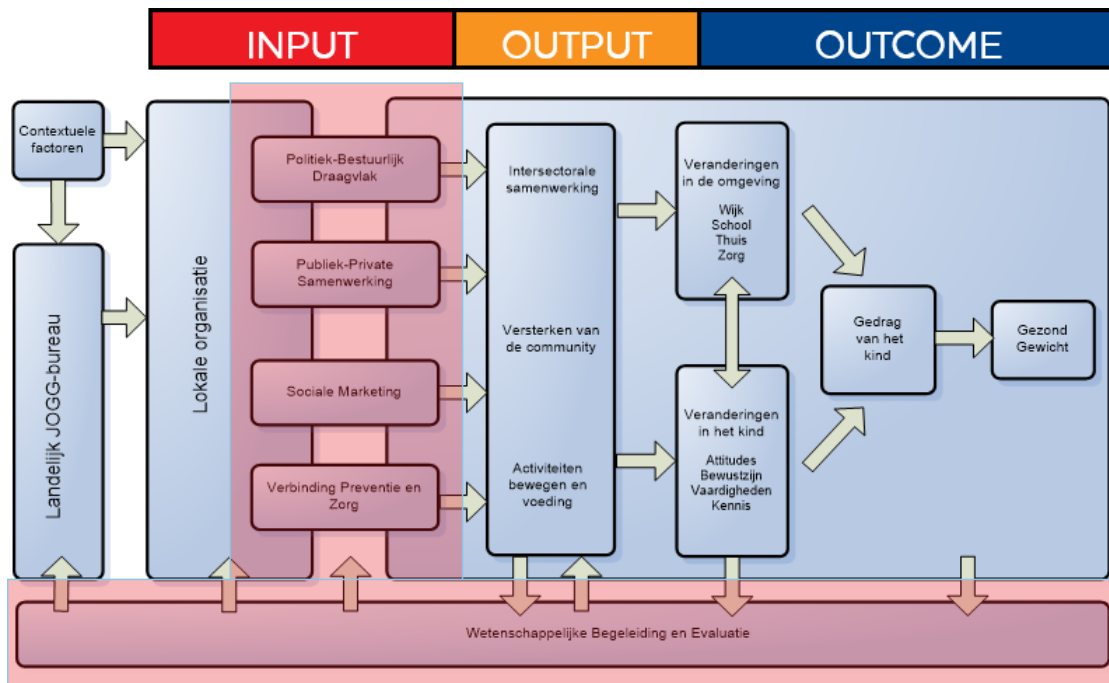 INPUT
OUTPUT
OUTCOME
Contextuele
factoren
Landelijk JOGG-bureau
Lokale organisatie
Politiek-Bestuurlijk
Draagvlak
Publiek-Private
Samenwerking
Sociale Marketing
Verbinding Preventie en
Zorg
Intersectorale
samenwerking
Versterken van
de community
Activiteiten
bewegen en
voeding
Veranderingen
in de omgeving
Wijk
School
Thuis
Zorg
Veranderingen
in het kind
Attitudes
Bewustzijn
Vaardigheden
Kennis
Gedrag
van het
kind
Gezond
Gewicht
Wetenschappelijke Begeleiding en Evaluatie